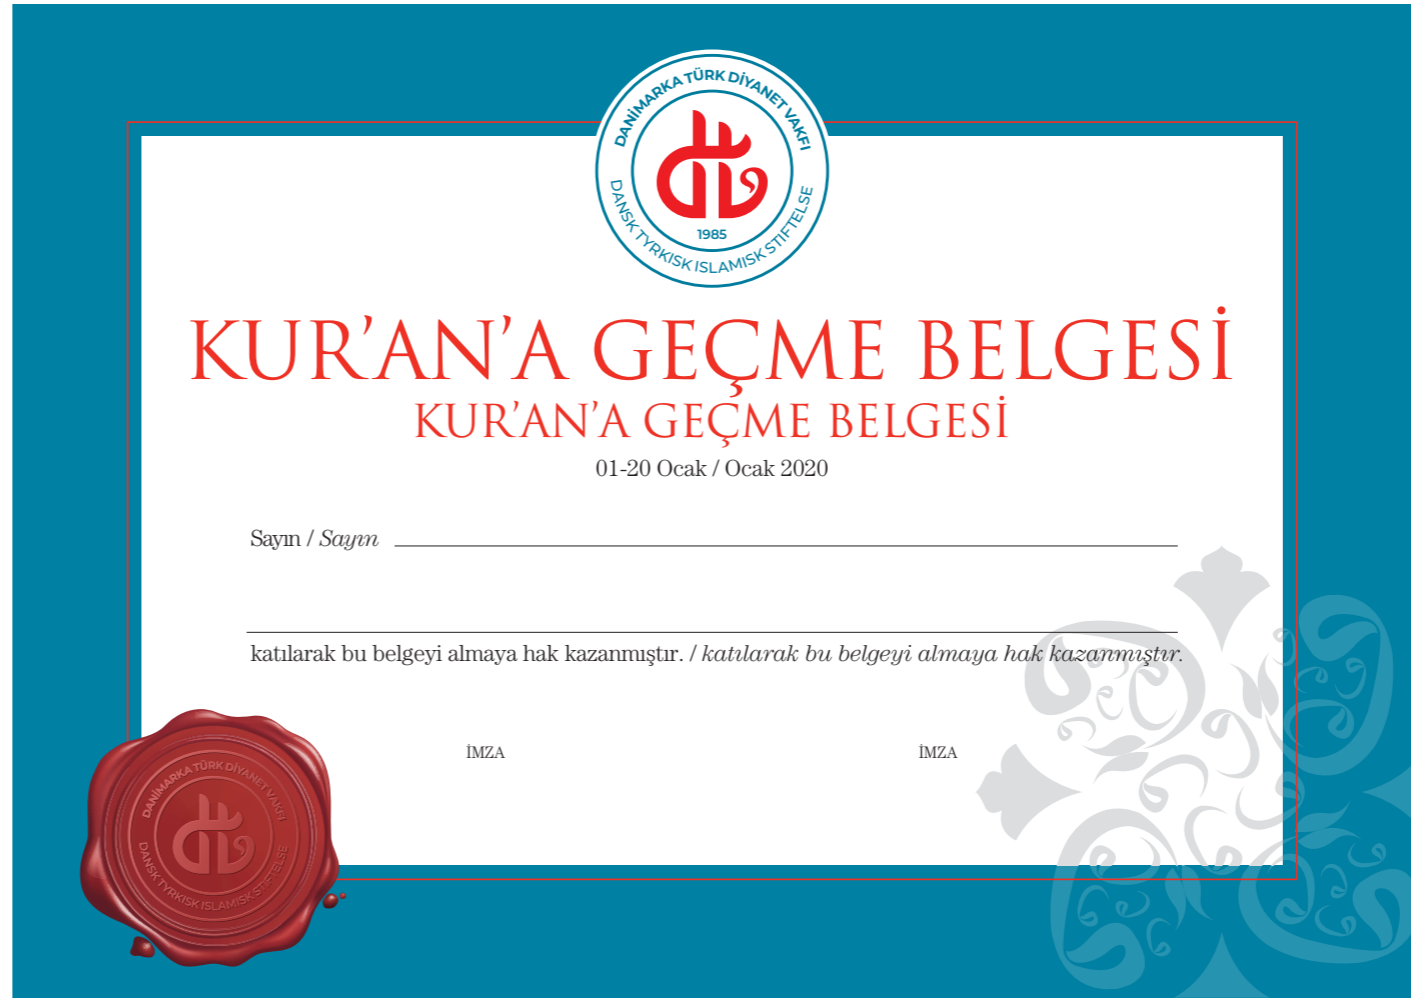 DANİMARKA TÜRK DİYANET VAKFI
1985
DANSK TYRKISK ISLAMISK STIFTELSE
KUR’AN’A GEÇME BELGESİ
KUR’AN’A GEÇME BELGESİ
01-20 Ocak / Ocak 2020
Sayın / Sayın
katılarak bu belgeyi almaya hak kazanmıştır. / katılarak bu belgeyi almaya hak kazanmıştır.
İMZA İMZA
DANİMARKA TÜRK DİYANET VAKFI
DANSK TYRKISK ISLAMISK STIFTELSE